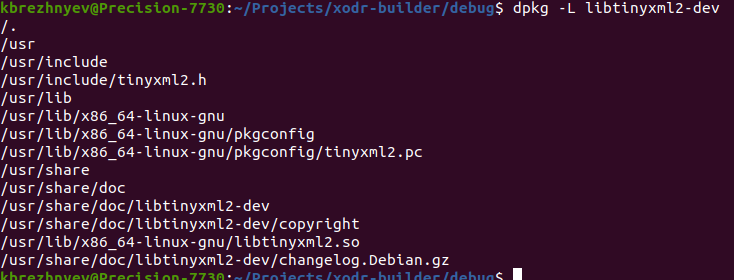 kbrezhnyev@Precision-7730:~/Projects/xodr-builder/debug$ dpkg -L libtinyxml2-dev
/.
/usr
/usr/include
/usr/include/tinyxml2.h
/usr/lib
/usr/lib/x86_64-linux-gnu
/usr/lib/x86_64-linux-gnu/pkgconfig
/usr/lib/x86_64-linux-gnu/pkgconfig/tinyxml2.pc
/usr/share
/usr/share/doc
/usr/share/doc/libtinyxml2-dev
/usr/share/doc/libtinyxml2-dev/copyright
/usr/lib/x86_64-linux-gnu/libtinyxml2.so
/usr/share/doc/libtinyxml2-dev/changelog.Debian.gz
kbrezhnyev@Precision-7730:~/Projects/xodr-builder/debug$